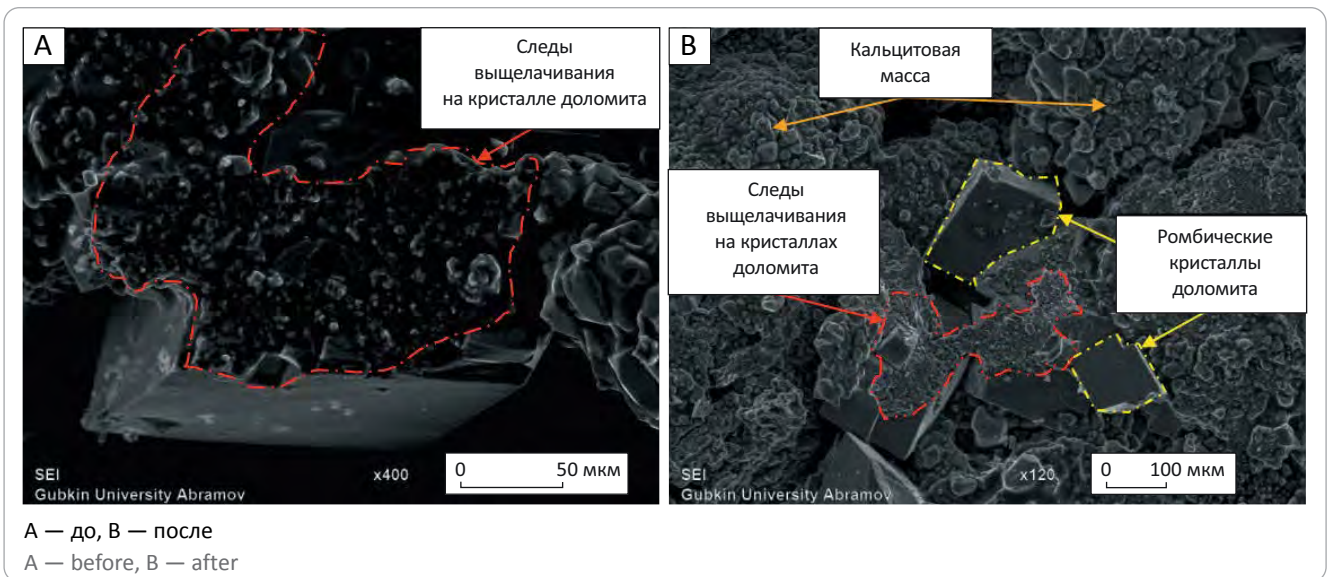 A
Следы
выщелачивания
на кристалле доломита
SEI
x400
0 50 мкм
Gubkin University Abramov
B
Кальцитовая
масса
Следы
выщелачивания
на кристаллах
доломита
Ромбические
кристаллы
доломита
SEI
x120
0 100 мкм
Gubkin University Abramov
A — до, B — после
A — before, B — after